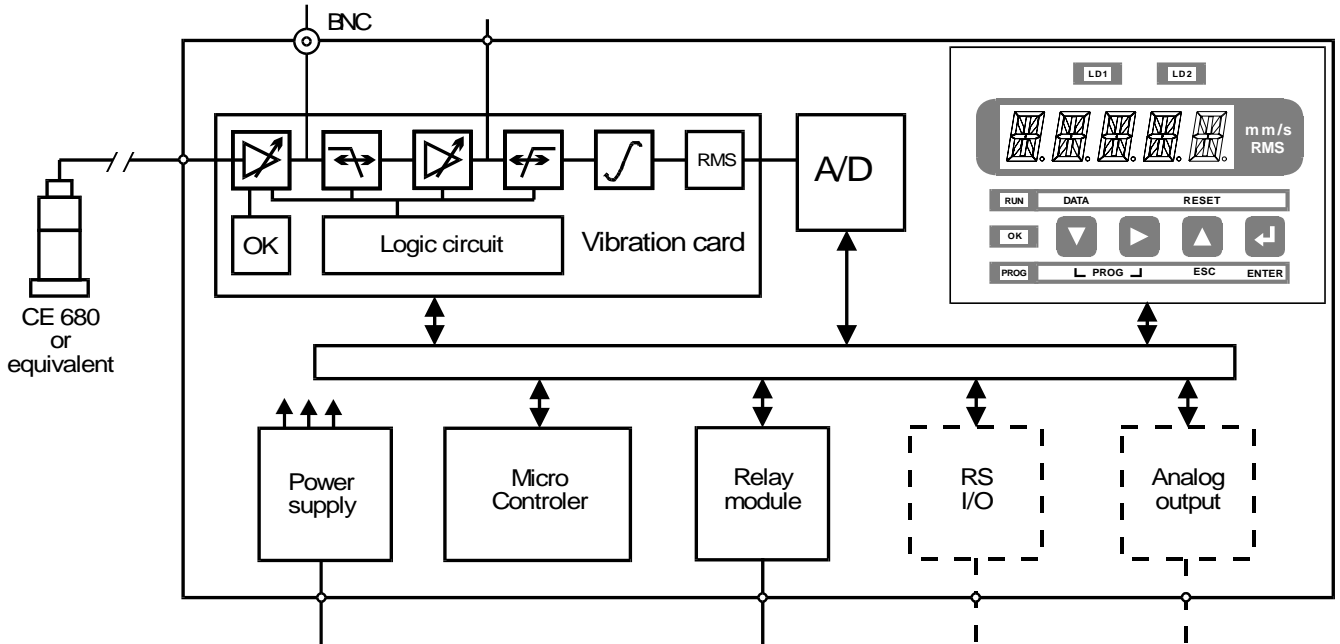 BNC
LD1 LD2
mm/s
RMS
RMS
A/D
RUN DATA RESET
OK
PROG PROG ESC ENTER
OK
Logic circuit
Vibration card
CE 680
or
equivalent
Power
supply
Micro
Controler
Relay
module
RS
I/O
Analog
output